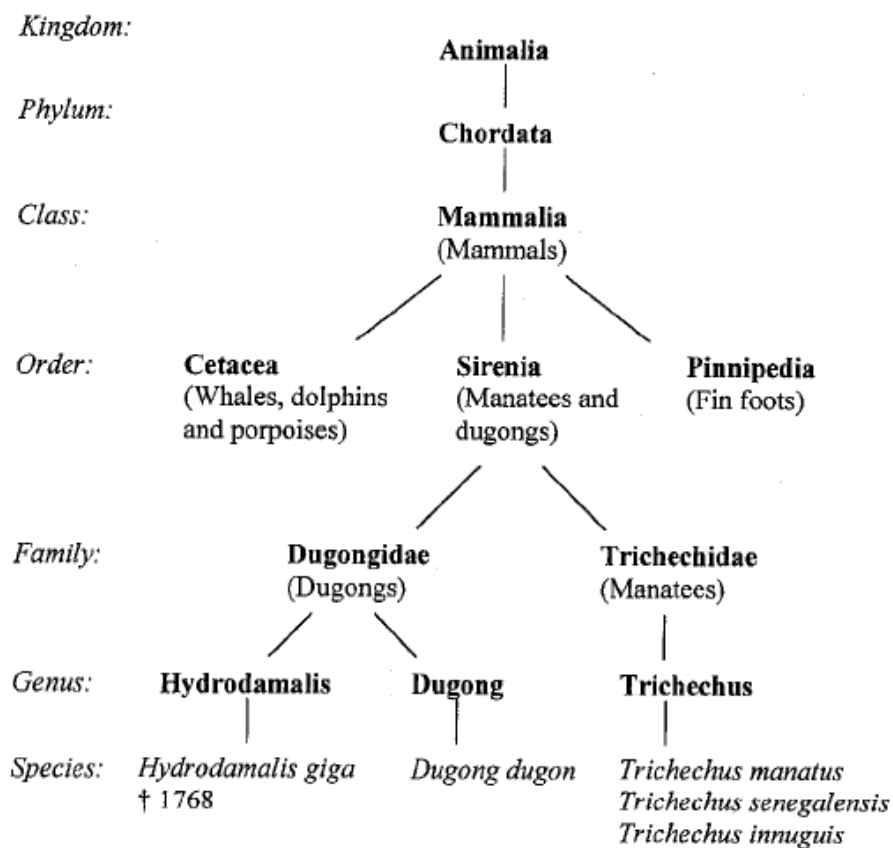 Kingdom:
Animalia
Phylum:
Chordata
Class:
Mammalia
(Mammals)
Order:
Cetacea
(Whales, dolphins
and porpoises)
Sirenia
(Manatees and
dugongs)
Pinnipedia
(Fin foots)
Family:
Dugongidae
(Dugongs)
Trichechidae
(Manatees)
Genus:
Hydrodamalis
Dugong
Trichechus
Species:
Hydrodamalis giga
† 1768
Dugong dugon
Trichechus manatus
Trichechus senegalensis
Trichechus innuguis